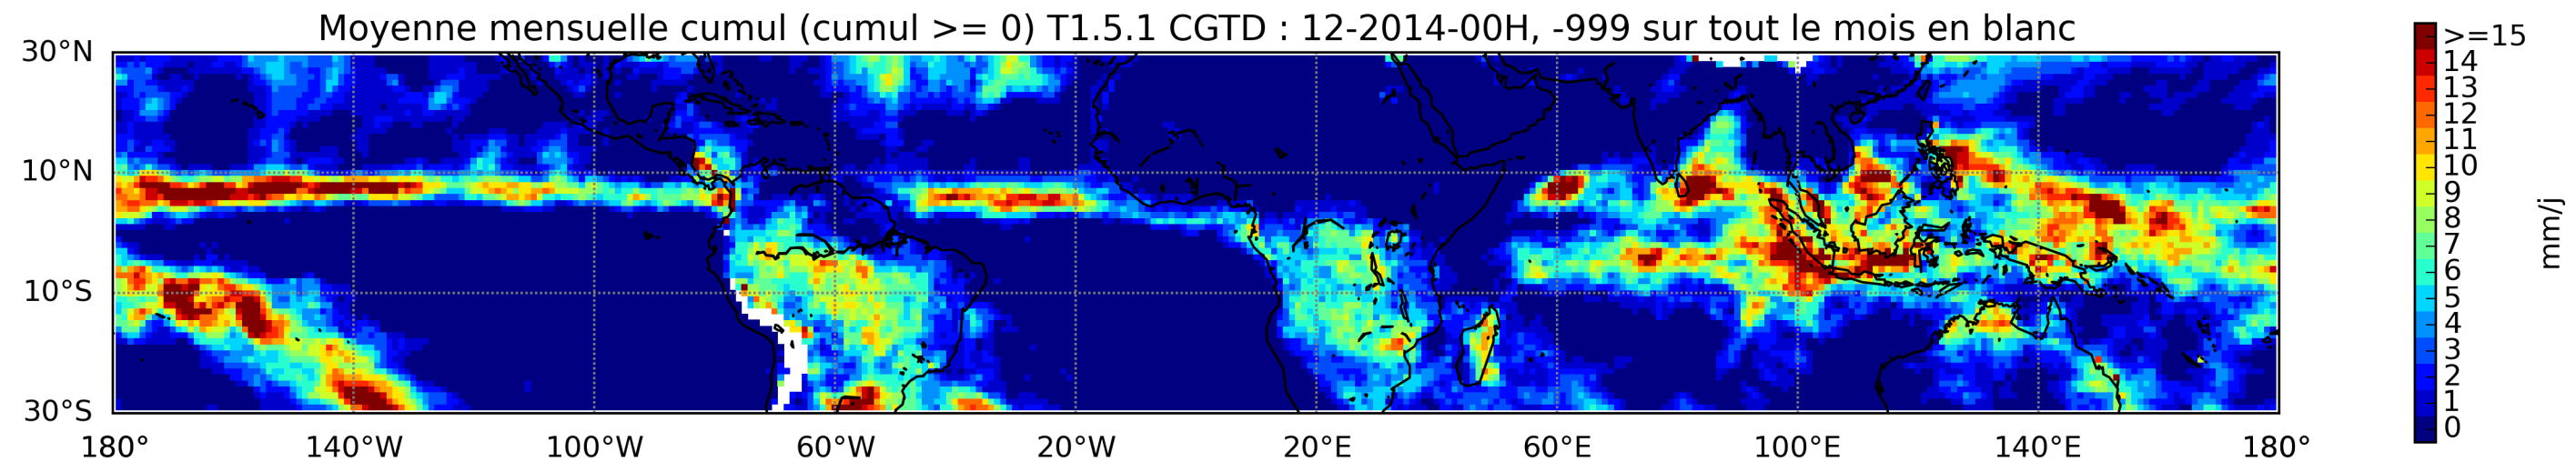 Moyenne mensuelle cumul (cumul >= 0) T1.5.1 CGTD : 12-2014-00H, -999 sur tout le mois en blanc
30°N
10°N
10°S
30°S
180° 140°W 100°W 60°W 20°W 20°E 60°E 100°E 140°E 180°
>=15
14
13
12
11
10
9
8
7
6
5
4
3
2
1
0
mm/j